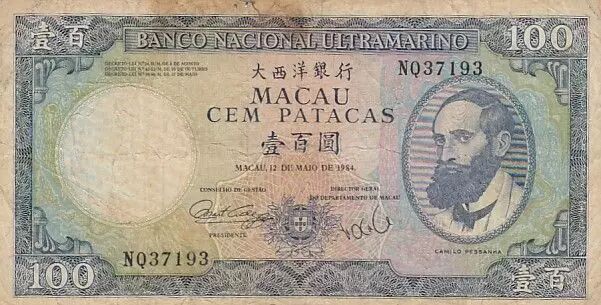 壹百
BANCO NACIONAL ULTRAMARINO
100
大西洋銀行
NQ37193
MACAU
CEM PATACAS
壹百圓
MACAU, 12 DE MAIO DE 1984.
CONSELHO DE GESTÃO
DIRECTOR GERAL
DO DEPARTAMENTO DE MACAU
PRESIDENTE
NQ37193
CAMILO PESSANHA
100
壹百